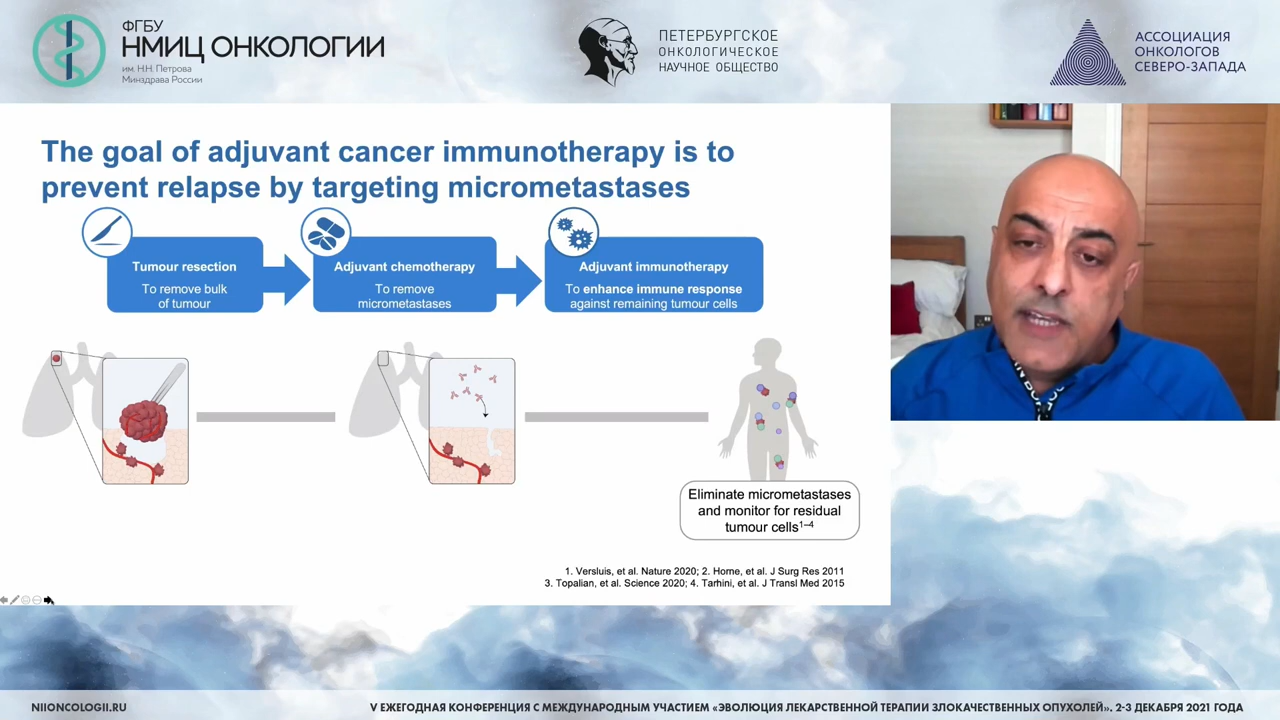 ФГБУ
НМИЦ ОНКОЛОГИИ
им. Н.Н. Петрова
Минздрава России
ПЕТЕРБУРГСКОЕ
ОНКОЛОГИЧЕСКОЕ
НАУЧНОЕ ОБЩЕСТВО
АССОЦИАЦИЯ
ОНКОЛОГОВ
СЕВЕРО-ЗАПАДА
The goal of adjuvant cancer immunotherapy is to
prevent relapse by targeting micrometastases
Tumour resection
To remove bulk
of tumour
Adjuvant chemotherapy
To remove
micrometastases
Adjuvant immunotherapy
To enhance immune response
against remaining tumour cells
Eliminate micrometastases
and monitor for residual
tumour cells¹⁻⁴
1. Versluis, et al. Nature 2020; 2. Horne, et al. J Surg Res 2011
3. Topalian, et al. Science 2020; 4. Tarhini, et al. J Transl Med 2015
NIIONCOLOGII.RU
V ЕЖЕГОДНАЯ КОНФЕРЕНЦИЯ С МЕЖДУНАРОДНЫМ УЧАСТИЕМ «ЭВОЛЮЦИЯ ЛЕКАРСТВЕННОЙ ТЕРАПИИ ЗЛОКАЧЕСТВЕННЫХ ОПУХОЛЕЙ». 2-3 ДЕКАБРЯ 2021 ГОДА